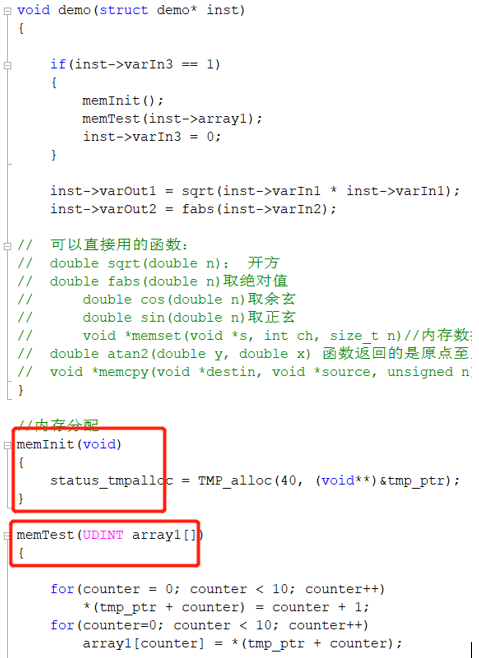 void demo(struct demo* inst)
{
if(inst->varIn3 == 1)
{
memInit();
memTest(inst->array1);
inst->varIn3 = 0;
}
inst->varOut1 = sqrt(inst->varIn1 * inst->varIn1);
inst->varOut2 = fabs(inst->varIn2);
// 可以直接用的函数：
// double sqrt(double n)； 开方
// double fabs(double n)取绝对值
// double cos(double n)取余玄
// double sin(double n)取正玄
// void *memset(void *s, int ch, size_t n)//内存数
// double atan2(double y, double x) 函数返回的是原点至
// void *memcpy(void *destin, void *source, unsigned n
}
//内存分配
memInit(void)
{
status_tmpalloc = TMP_alloc(40, (void**)&tmp_ptr);
}
memTest(UDINT array1[])
{
for(counter = 0; counter < 10; counter++)
*(tmp_ptr + counter) = counter + 1;
for(counter=0; counter < 10; counter++)
array1[counter] = *(tmp_ptr + counter);